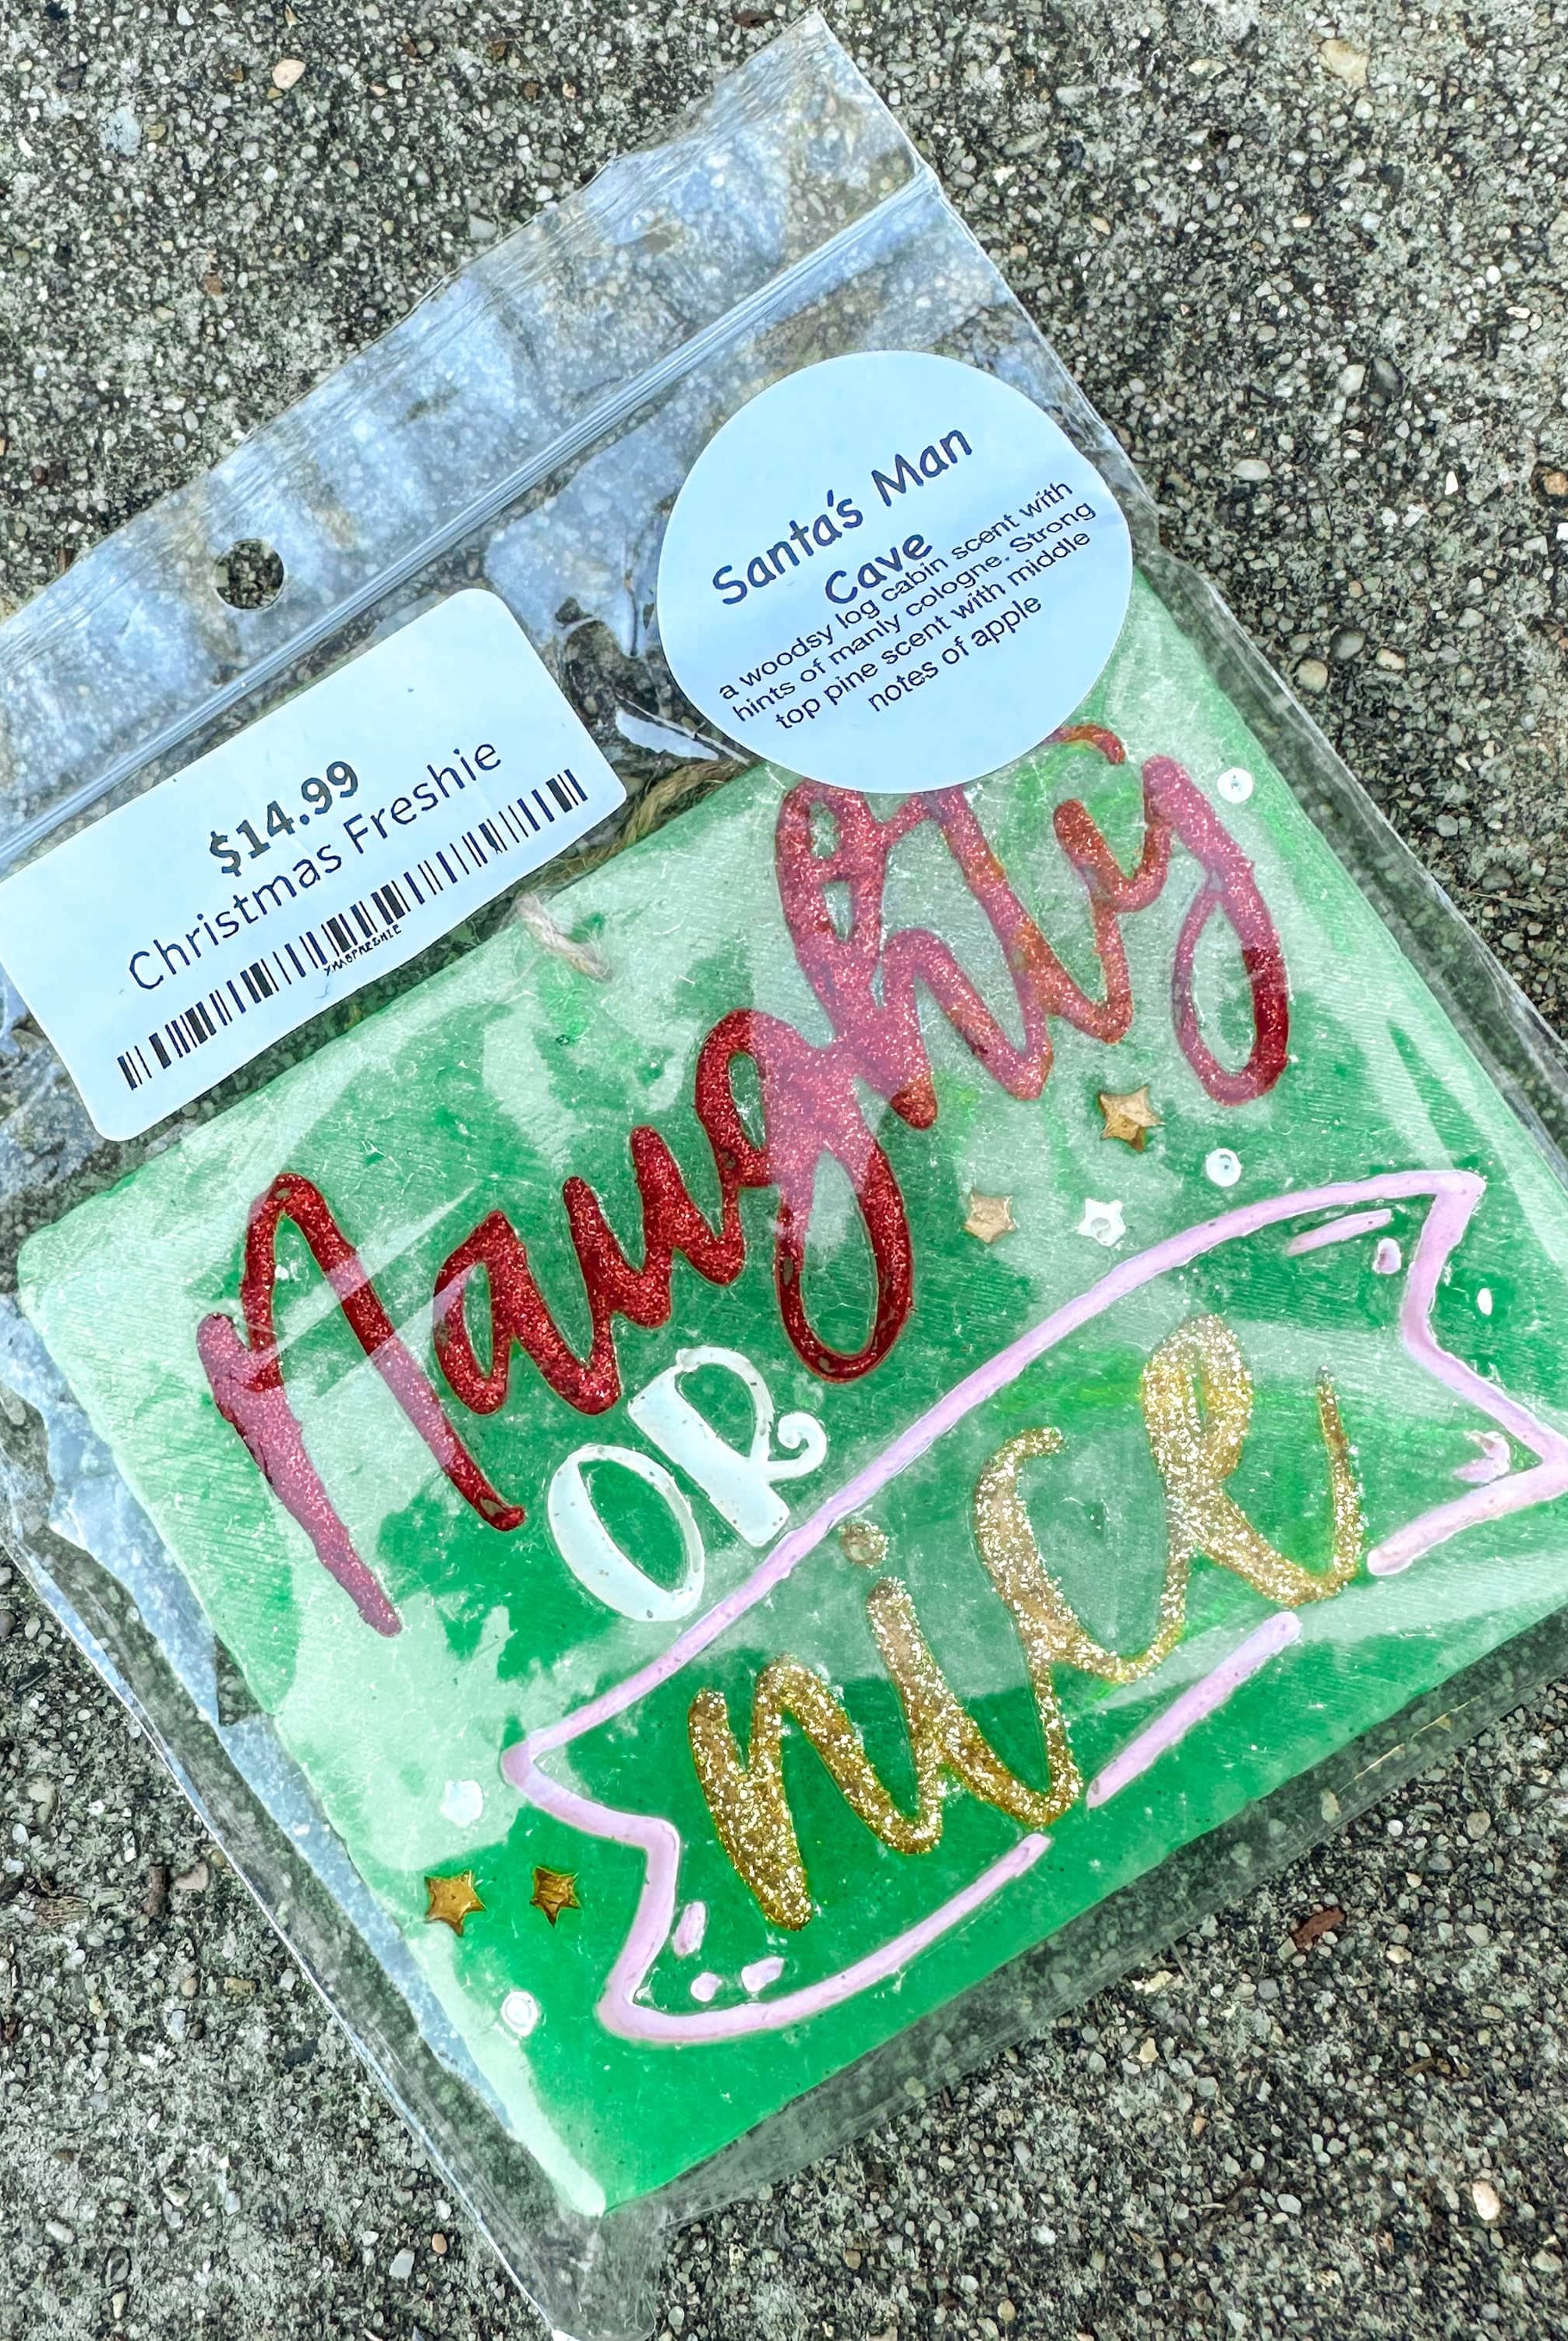 Santa's Man
Cave
a woodsy log cabin scent with
hints of manly cologne. Strong
top pine scent with middle
notes of apple
$14.99
Christmas Freshie
XMASFRESHIE
Naughty
OR
nice